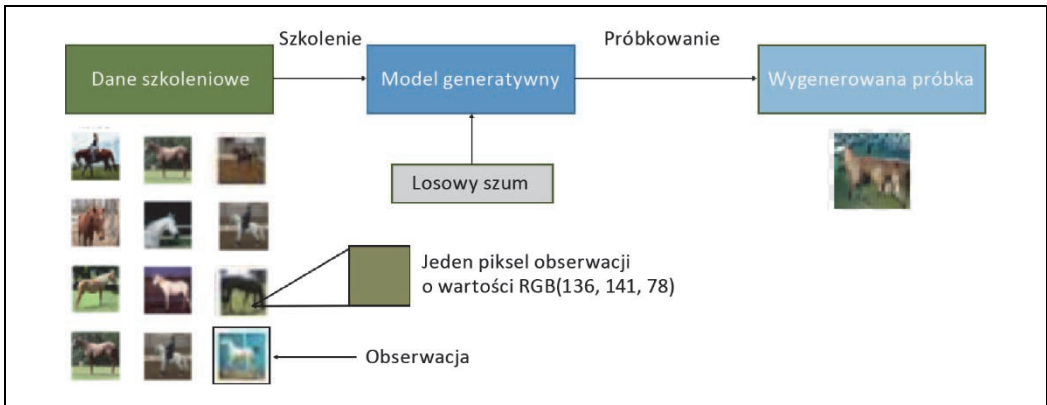 Szkolenie
Próbkowanie
Dane szkoleniowe
Model generatywny
Wygenerowana próbka
Losowy szum
Jeden piksel obserwacji
o wartości RGB(136, 141, 78)
Obserwacja